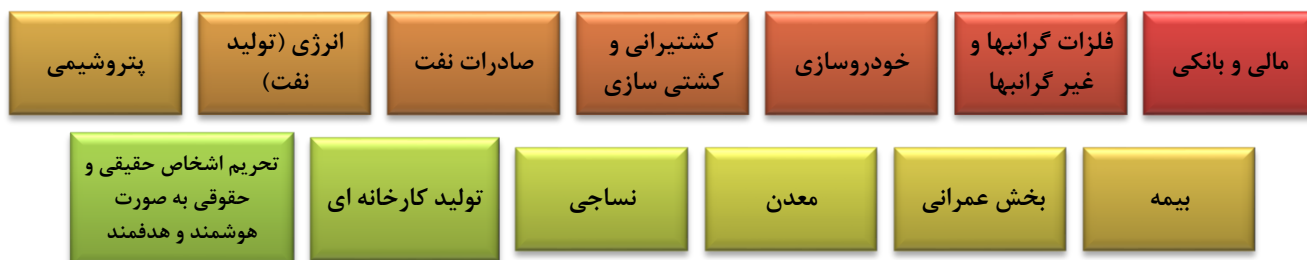 مالی و بانکی
فلزات گرانبها و
غیر گرانبها
خودروسازی
کشتیرانی و
کشتی سازی
صادرات نفت
انرژی (تولید
نفت)
پتروشیمی
بیمه
بخش عمرانی
معدن
نساجی
تولید کارخانه ای
تحریم اشخاص حقیقی و
حقوقی به صورت
هوشمند و هدفمند